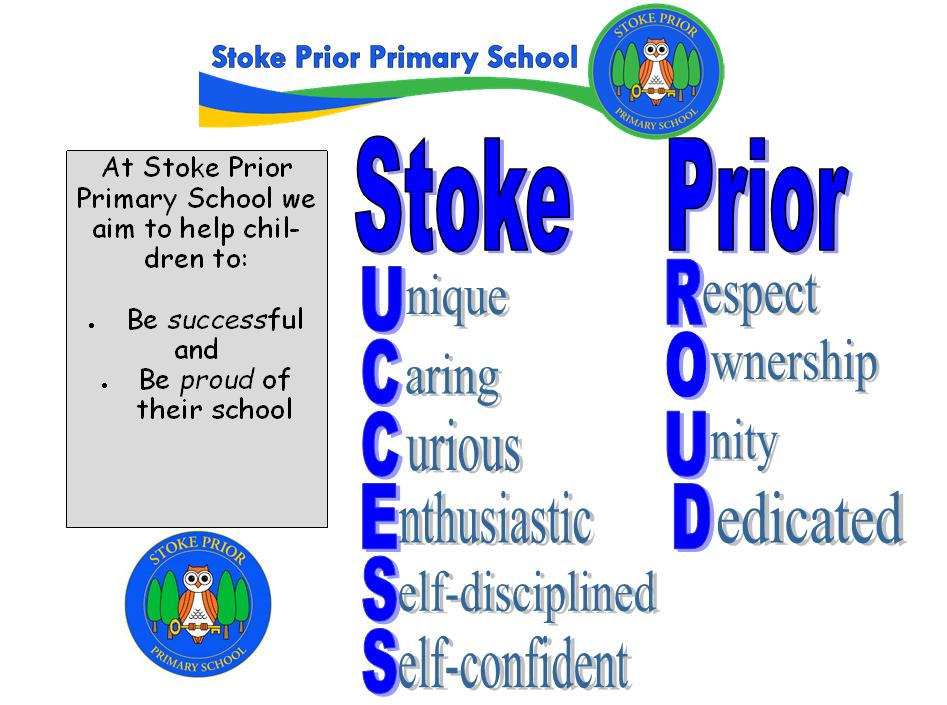 Stoke Prior Primary School
STOKE PRIOR
PRIMARY SCHOOL
At Stoke Prior
Primary School we
aim to help chil-
dren to:
• Be successful
and
• Be proud of
their school
STOKE PRIOR
PRIMARY SCHOOL
Stoke
Unique
Caring
Curious
Enthusiastic
Self-disciplined
Self-confident
Prior
Respect
Ownership
Unity
Dedicated